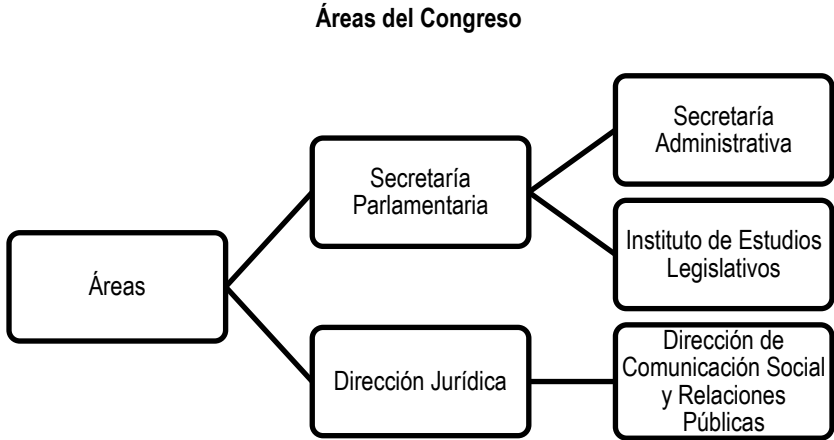 Áreas del Congreso
Áreas
Secretaría
Parlamentaria
Secretaría
Administrativa
Instituto de Estudios
Legislativos
Dirección Jurídica
Dirección de
Comunicación Social
y Relaciones
Públicas